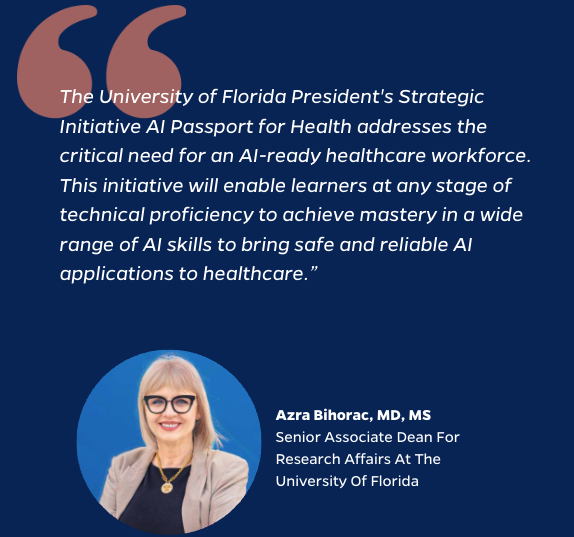 The University of Florida President's Strategic
Initiative AI Passport for Health addresses the
critical need for an AI-ready healthcare workforce.
This initiative will enable learners at any stage of
technical proficiency to achieve mastery in a wide
range of AI skills to bring safe and reliable AI
applications to healthcare.”
Azra Bihorac, MD, MS
Senior Associate Dean For
Research Affairs At The
University Of Florida